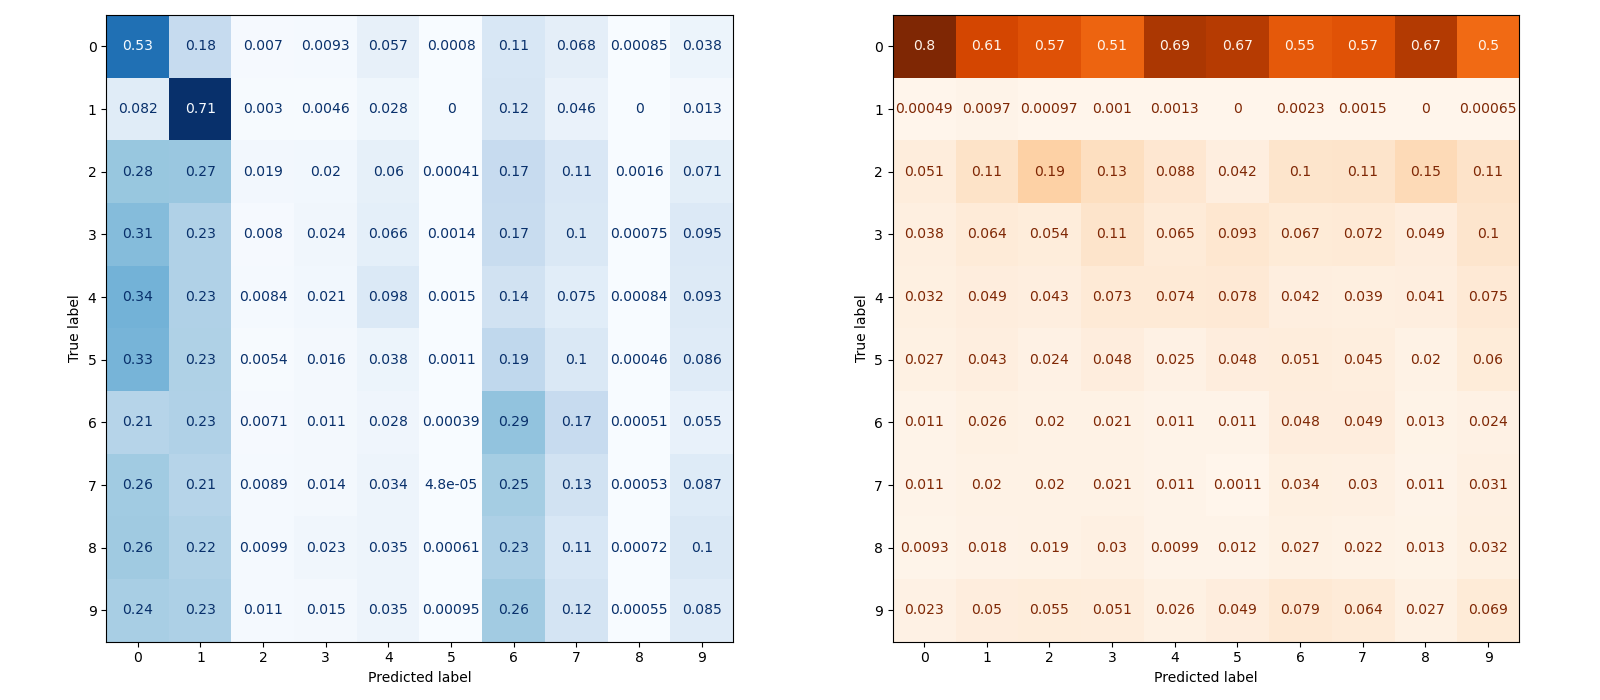 0 0.53 0.18 0.007 0.0093 0.057 0.0008 0.11 0.068 0.00085 0.038
1 0.082 0.71 0.003 0.0046 0.028 0 0.12 0.046 0 0.013
2 0.28 0.27 0.019 0.02 0.06 0.00041 0.17 0.11 0.0016 0.071
3 0.31 0.23 0.008 0.024 0.066 0.0014 0.17 0.1 0.00075 0.095
4 0.34 0.23 0.0084 0.021 0.098 0.0015 0.14 0.075 0.00084 0.093
True label
5 0.33 0.23 0.0054 0.016 0.038 0.0011 0.19 0.1 0.00046 0.086
6 0.21 0.23 0.0071 0.011 0.028 0.00039 0.29 0.17 0.00051 0.055
7 0.26 0.21 0.0089 0.014 0.034 4.8e-05 0.25 0.13 0.00053 0.087
8 0.26 0.22 0.0099 0.023 0.035 0.00061 0.23 0.11 0.00072 0.1
9 0.24 0.23 0.011 0.015 0.035 0.00095 0.26 0.12 0.00055 0.085
0 1 2 3 4 5 6 7 8 9
Predicted label
0 0.8 0.61 0.57 0.51 0.69 0.67 0.55 0.57 0.67 0.5
1 0.00049 0.0097 0.00097 0.001 0.0013 0 0.0023 0.0015 0 0.00065
2 0.051 0.11 0.19 0.13 0.088 0.042 0.1 0.11 0.15 0.11
3 0.038 0.064 0.054 0.11 0.065 0.093 0.067 0.072 0.049 0.1
4 0.032 0.049 0.043 0.073 0.074 0.078 0.042 0.039 0.041 0.075
True label
5 0.027 0.043 0.024 0.048 0.025 0.048 0.051 0.045 0.02 0.06
6 0.011 0.026 0.02 0.021 0.011 0.011 0.048 0.049 0.013 0.024
7 0.011 0.02 0.02 0.021 0.011 0.0011 0.034 0.03 0.011 0.031
8 0.0093 0.018 0.019 0.03 0.0099 0.012 0.027 0.022 0.013 0.032
9 0.023 0.05 0.055 0.051 0.026 0.049 0.079 0.064 0.027 0.069
0 1 2 3 4 5 6 7 8 9
Predicted label